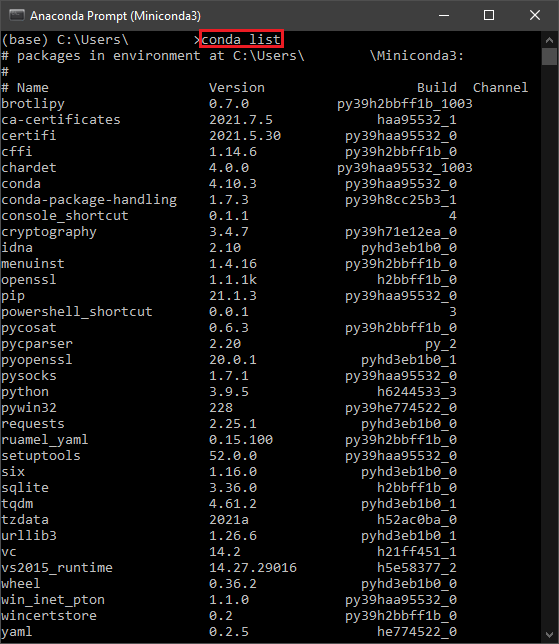 Anaconda Prompt (Miniconda3)
(base) C:\Users\ >conda list
# packages in environment at C:\Users\ \Miniconda3:
#
# Name Version Build Channel
brotlipy 0.7.0 py39h2bbff1b_1003
ca-certificates 2021.7.5 haa95532_1
certifi 2021.5.30 py39haa95532_0
cffi 1.14.6 py39h2bbff1b_0
chardet 4.0.0 py39haa95532_1003
conda 4.10.3 py39haa95532_0
conda-package-handling 1.7.3 py39h8cc25b3_1
console_shortcut 0.1.1 4
cryptography 3.4.7 py39h71e12ea_0
idna 2.10 pyhd3eb1b0_0
menuinst 1.4.16 py39h2bbff1b_0
openssl 1.1.1k h2bbff1b_0
pip 21.1.3 py39haa95532_0
powershell_shortcut 0.0.1 3
pycosat 0.6.3 py39h2bbff1b_0
pycparser 2.20 py_2
pyopenssl 20.0.1 pyhd3eb1b0_1
pysocks 1.7.1 py39haa95532_0
python 3.9.5 h6244533_3
pywin32 228 py39he774522_0
requests 2.25.1 pyhd3eb1b0_0
ruamel_yaml 0.15.100 py39h2bbff1b_0
setuptools 52.0.0 py39haa95532_0
six 1.16.0 pyhd3eb1b0_0
sqlite 3.36.0 h2bbff1b_0
tqdm 4.61.2 pyhd3eb1b0_1
tzdata 2021a h52ac0ba_0
urllib3 1.26.6 pyhd3eb1b0_1
vc 14.2 h21ff451_1
vs2015_runtime 14.27.29016 h5e58377_2
wheel 0.36.2 pyhd3eb1b0_0
win_inet_pton 1.1.0 py39haa95532_0
wincertstore 0.2 py39h2bbff1b_0
yaml 0.2.5 he774522_0